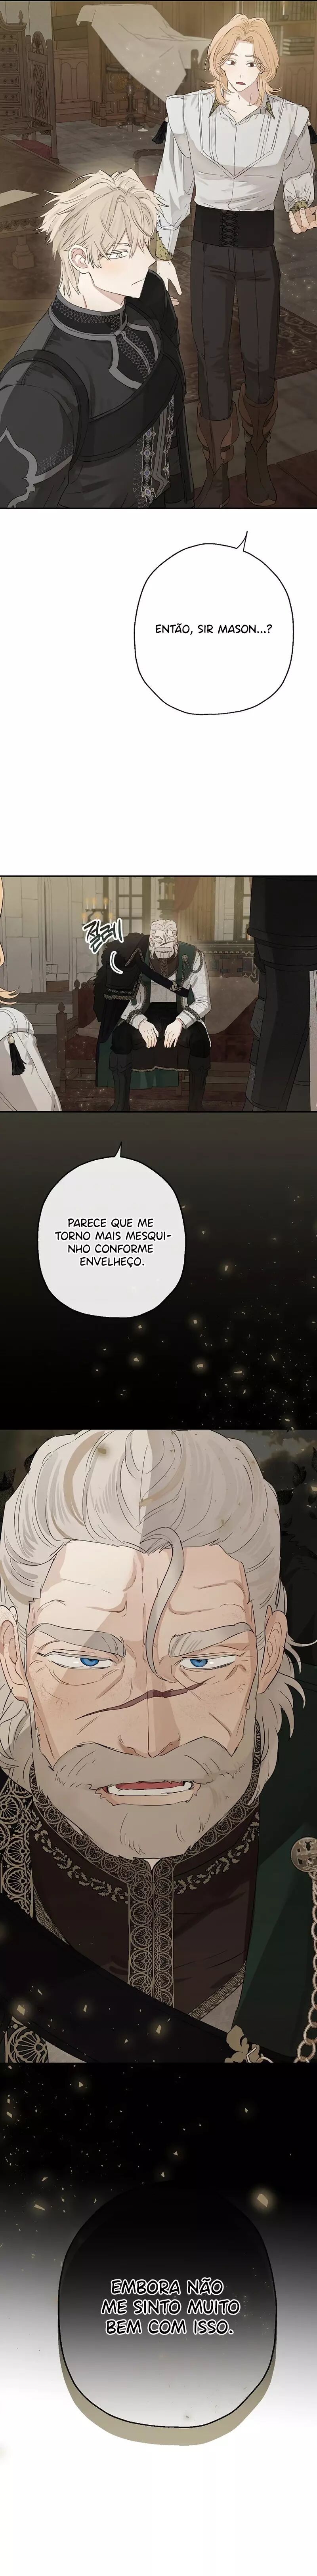 ENTÃO, SIR MASON...?
절레
PARECE QUE ME
TORNO MAIS MESQUI-
NHO CONFORME
ENVELHEÇO.
EMBORA NÃO
ME SINTO MUITO
BEM COM ISSO.